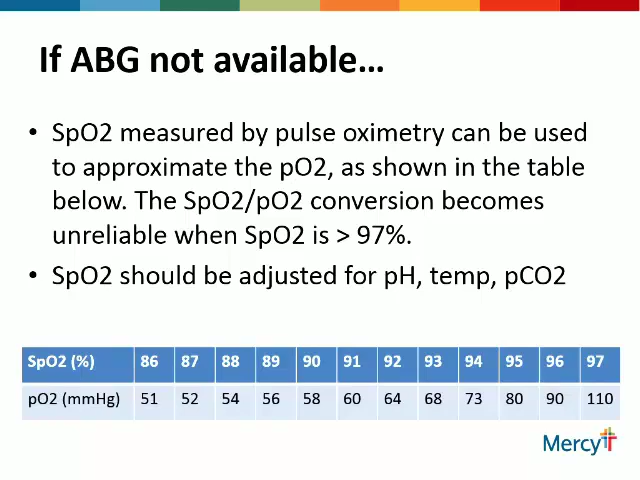 If ABG not available...
• SpO2 measured by pulse oximetry can be used
to approximate the pO2, as shown in the table
below. The SpO2/pO2 conversion becomes
unreliable when SpO2 is > 97%.
• SpO2 should be adjusted for pH, temp, pCO2
SpO2 (%) 86 87 88 89 90 91 92 93 94 95 96 97
pO2 (mmHg) 51 52 54 56 58 60 64 68 73 80 90 110
Mercy